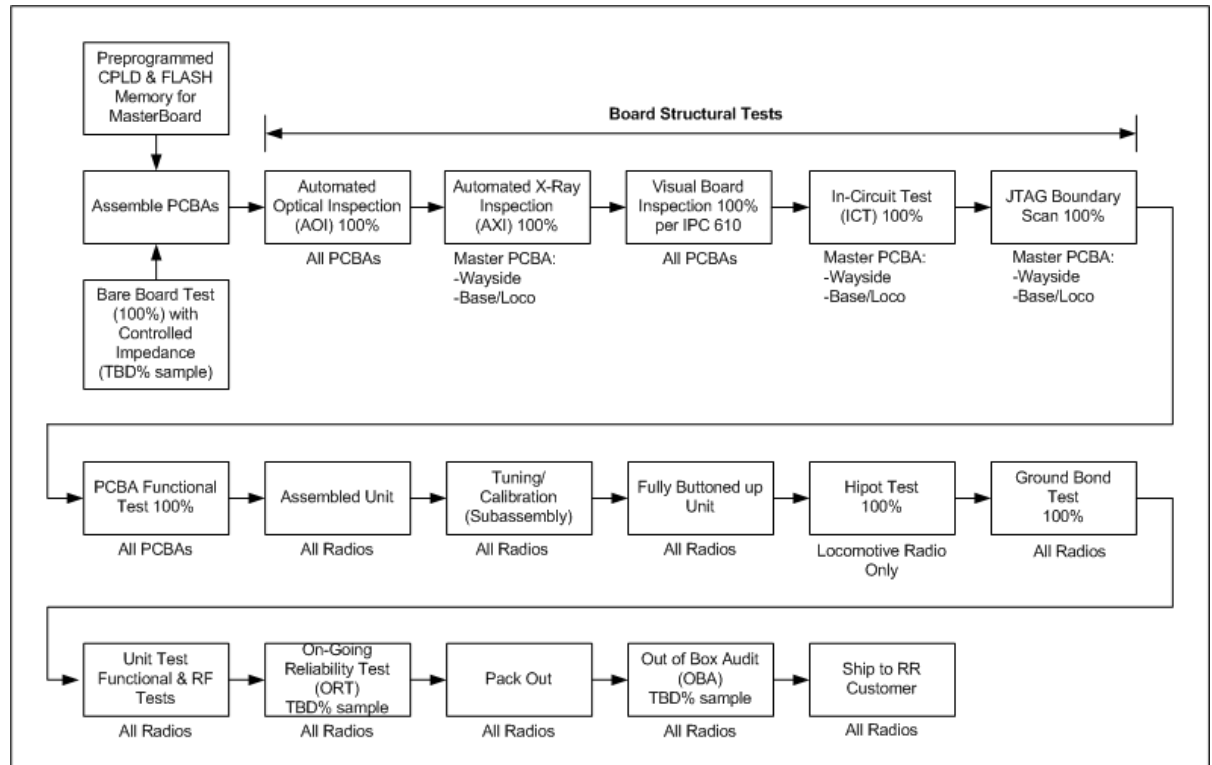 Preprogrammed
CPLD & FLASH
Memory for
MasterBoard
Board Structural Tests
Assemble PCBAs
Automated
Optical Inspection
(AOI) 100%
All PCBAs
Automated X-Ray
Inspection
(AXI) 100%
Master PCBA:
-Wayside
-Base/Loco
Visual Board
Inspection 100%
per IPC 610
All PCBAs
In-Circuit Test
(ICT) 100%
Master PCBA:
-Wayside
-Base/Loco
JTAG Boundary
Scan 100%
Master PCBA:
-Wayside
-Base/Loco
Bare Board Test
(100%) with
Controlled
Impedance
(TBD% sample)
PCBA Functional
Test 100%
All PCBAs
Assembled Unit
All Radios
Tuning/
Calibration
(Subassembly)
All Radios
Fully Buttoned up
Unit
All Radios
Hipot Test
100%
Locomotive Radio
Only
Ground Bond
Test
100%
All Radios
Unit Test
Functional & RF
Tests
All Radios
On-Going
Reliability Test
(ORT)
TBD% sample
All Radios
Pack Out
All Radios
Out of Box Audit
(OBA)
TBD% sample
All Radios
Ship to RR
Customer
All Radios